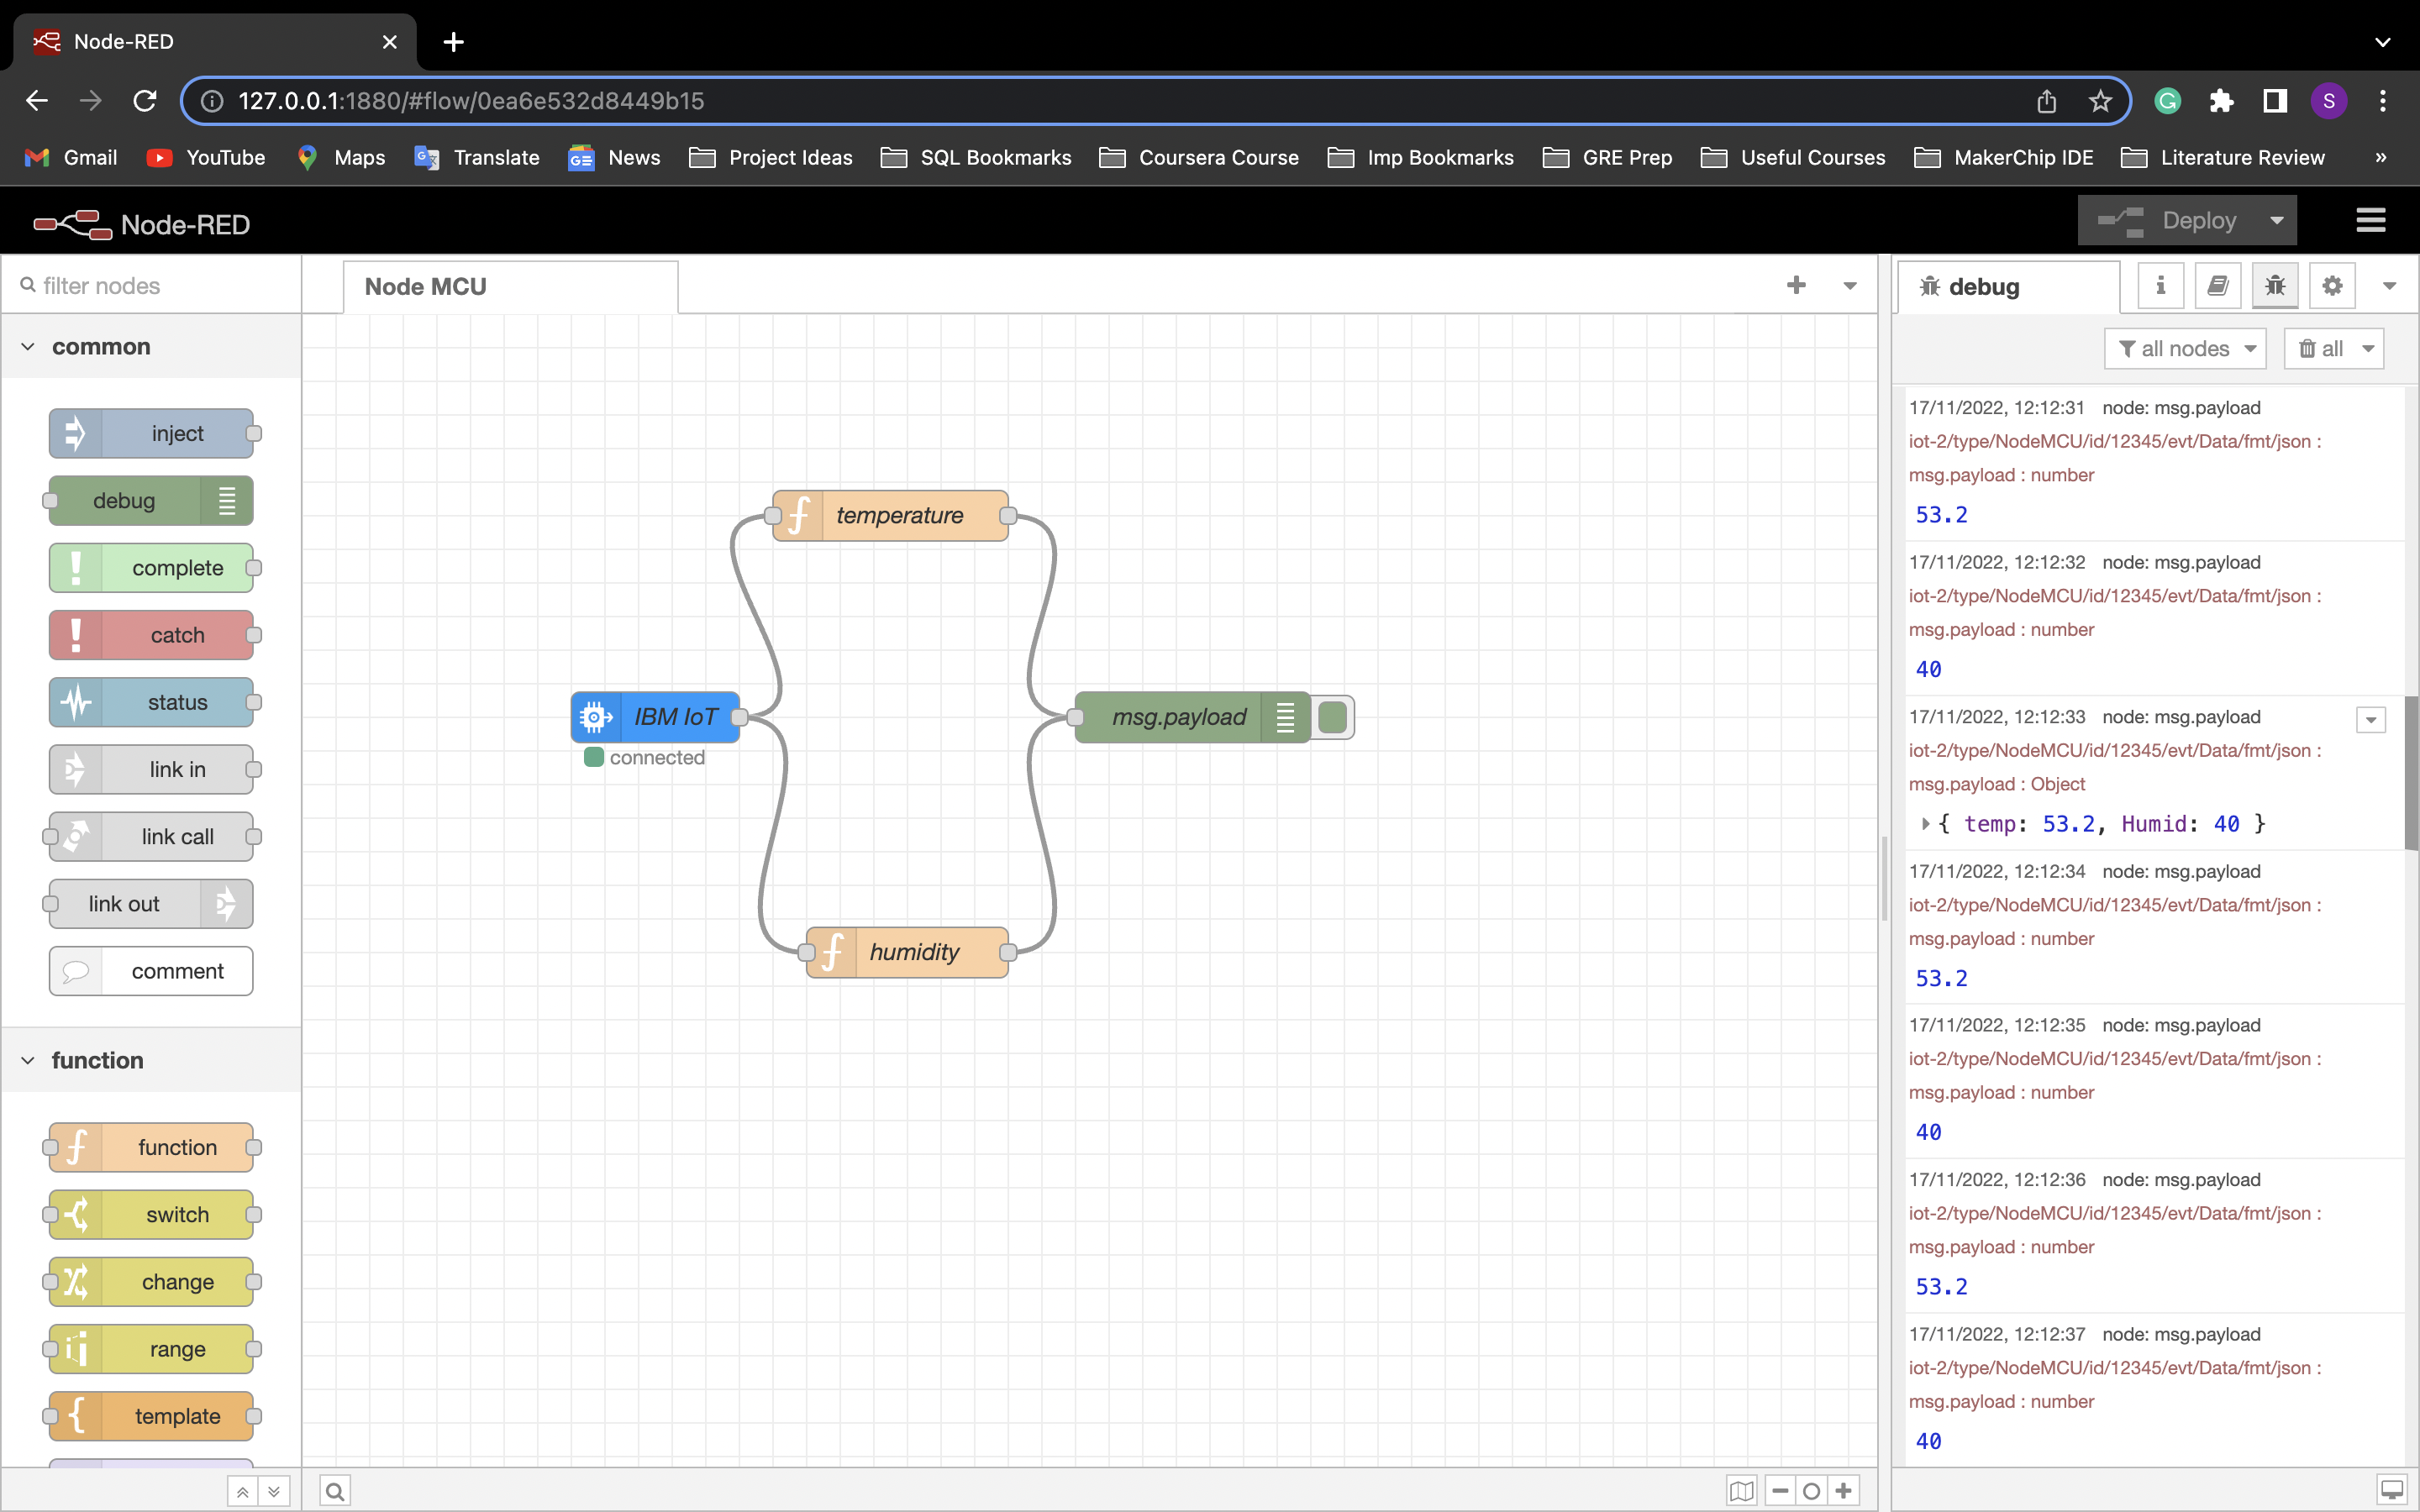 Node-RED
127.0.0.1:1880/#flow/0ea6e532d8449b15
S
Gmail YouTube Maps Translate News Project Ideas SQL Bookmarks Coursera Course Imp Bookmarks GRE Prep Useful Courses MakerChip IDE Literature Review »
Node-RED Deploy
filter nodes
Node MCU
debug
common
all nodes all
inject
debug
complete
catch
status
link in
link call
link out
comment
function
function
switch
change
range
template
temperature
IBM IoT
connected
msg.payload
humidity
17/11/2022, 12:12:31 node: msg.payload
iot-2/type/NodeMCU/id/12345/evt/Data/fmt/json :
msg.payload : number
53.2
17/11/2022, 12:12:32 node: msg.payload
iot-2/type/NodeMCU/id/12345/evt/Data/fmt/json :
msg.payload : number
40
17/11/2022, 12:12:33 node: msg.payload
iot-2/type/NodeMCU/id/12345/evt/Data/fmt/json :
msg.payload : Object
{ temp: 53.2, Humid: 40 }
17/11/2022, 12:12:34 node: msg.payload
iot-2/type/NodeMCU/id/12345/evt/Data/fmt/json :
msg.payload : number
53.2
17/11/2022, 12:12:35 node: msg.payload
iot-2/type/NodeMCU/id/12345/evt/Data/fmt/json :
msg.payload : number
40
17/11/2022, 12:12:36 node: msg.payload
iot-2/type/NodeMCU/id/12345/evt/Data/fmt/json :
msg.payload : number
53.2
17/11/2022, 12:12:37 node: msg.payload
iot-2/type/NodeMCU/id/12345/evt/Data/fmt/json :
msg.payload : number
40